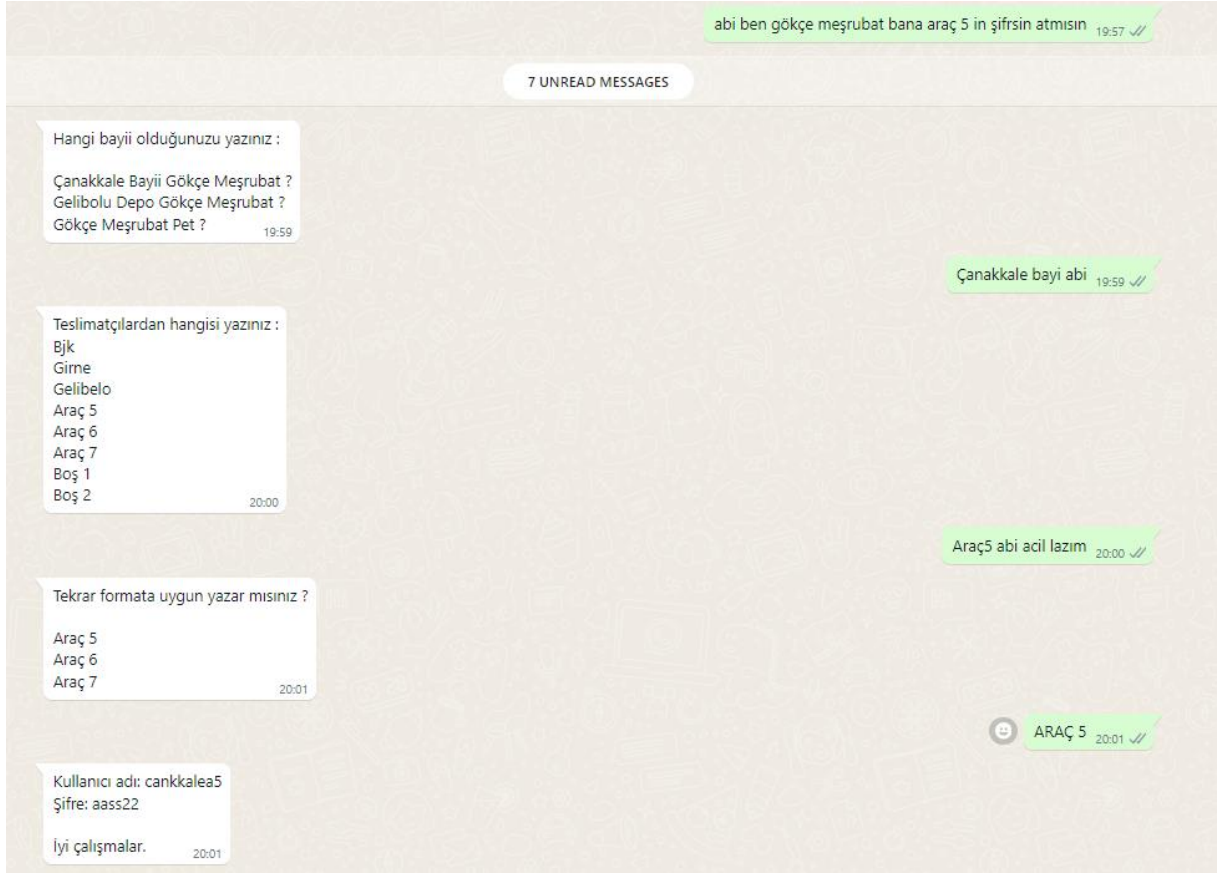 abi ben gökçe meşrubat bana araç 5 in şifrsin atmısın 19:57
7 UNREAD MESSAGES
Hangi bayii olduğunuzu yazınız :
Çanakkale Bayii Gökçe Meşrubat ?
Gelibolu Depo Gökçe Meşrubat ?
Gökçe Meşrubat Pet ? 19:59
Çanakkale bayi abi 19:59
Teslimatçılardan hangisi yazınız :
Bjk
Girne
Gelibelo
Araç 5
Araç 6
Araç 7
Boş 1
Boş 2 20:00
Araç5 abi acil lazım 20:00
Tekrar formata uygun yazar mısınız ?
Araç 5
Araç 6
Araç 7 20:01
ARAÇ 5 20:01
Kullanıcı adı: cankkalea5
Şifre: aass22
İyi çalışmalar. 20:01